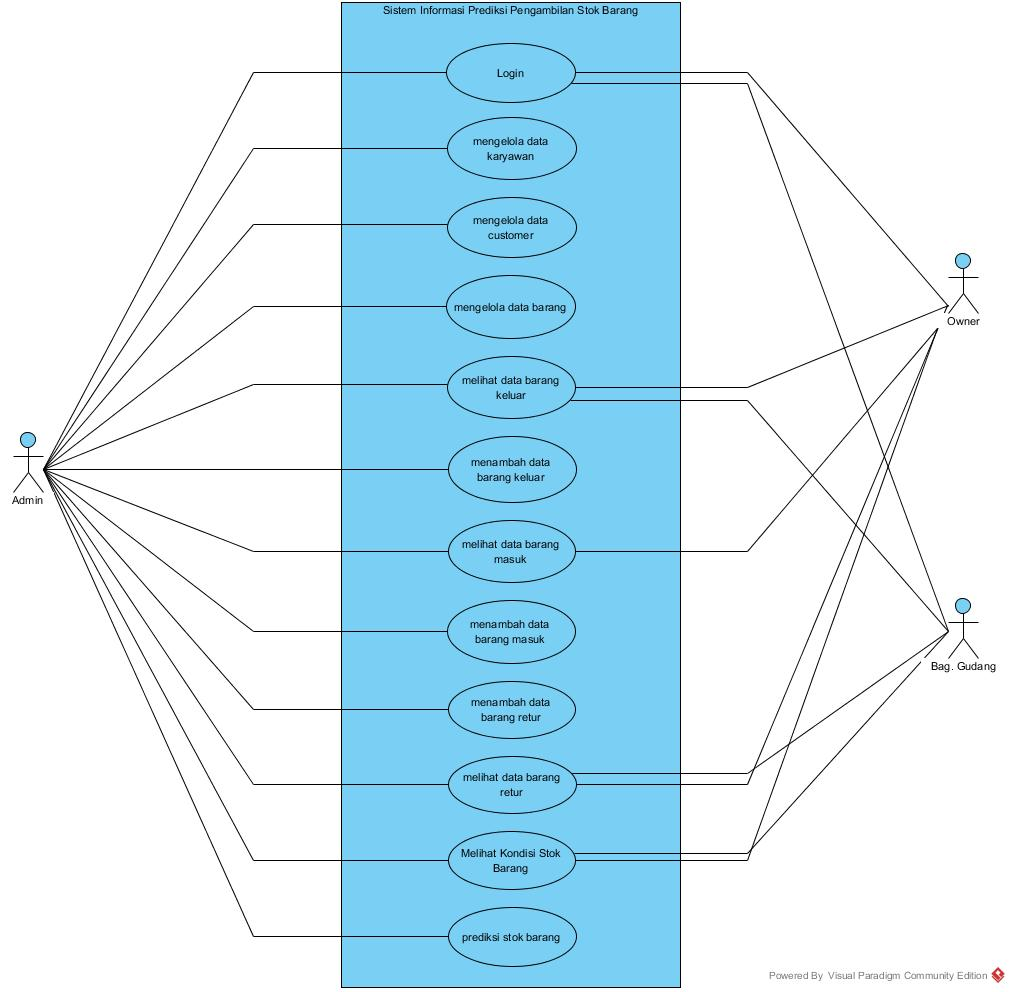 Sistem Informasi Prediksi Pengambilan Stok Barang
Login
mengelola data
karyawan
mengelola data
customer
mengelola data barang
melihat data barang
keluar
menambah data
barang keluar
melihat data barang
masuk
menambah data
barang masuk
menambah data
barang retur
melihat data barang
retur
Melihat Kondisi Stok
Barang
prediksi stok barang
Admin
Owner
Bag. Gudang
Powered By Visual Paradigm Community Edition